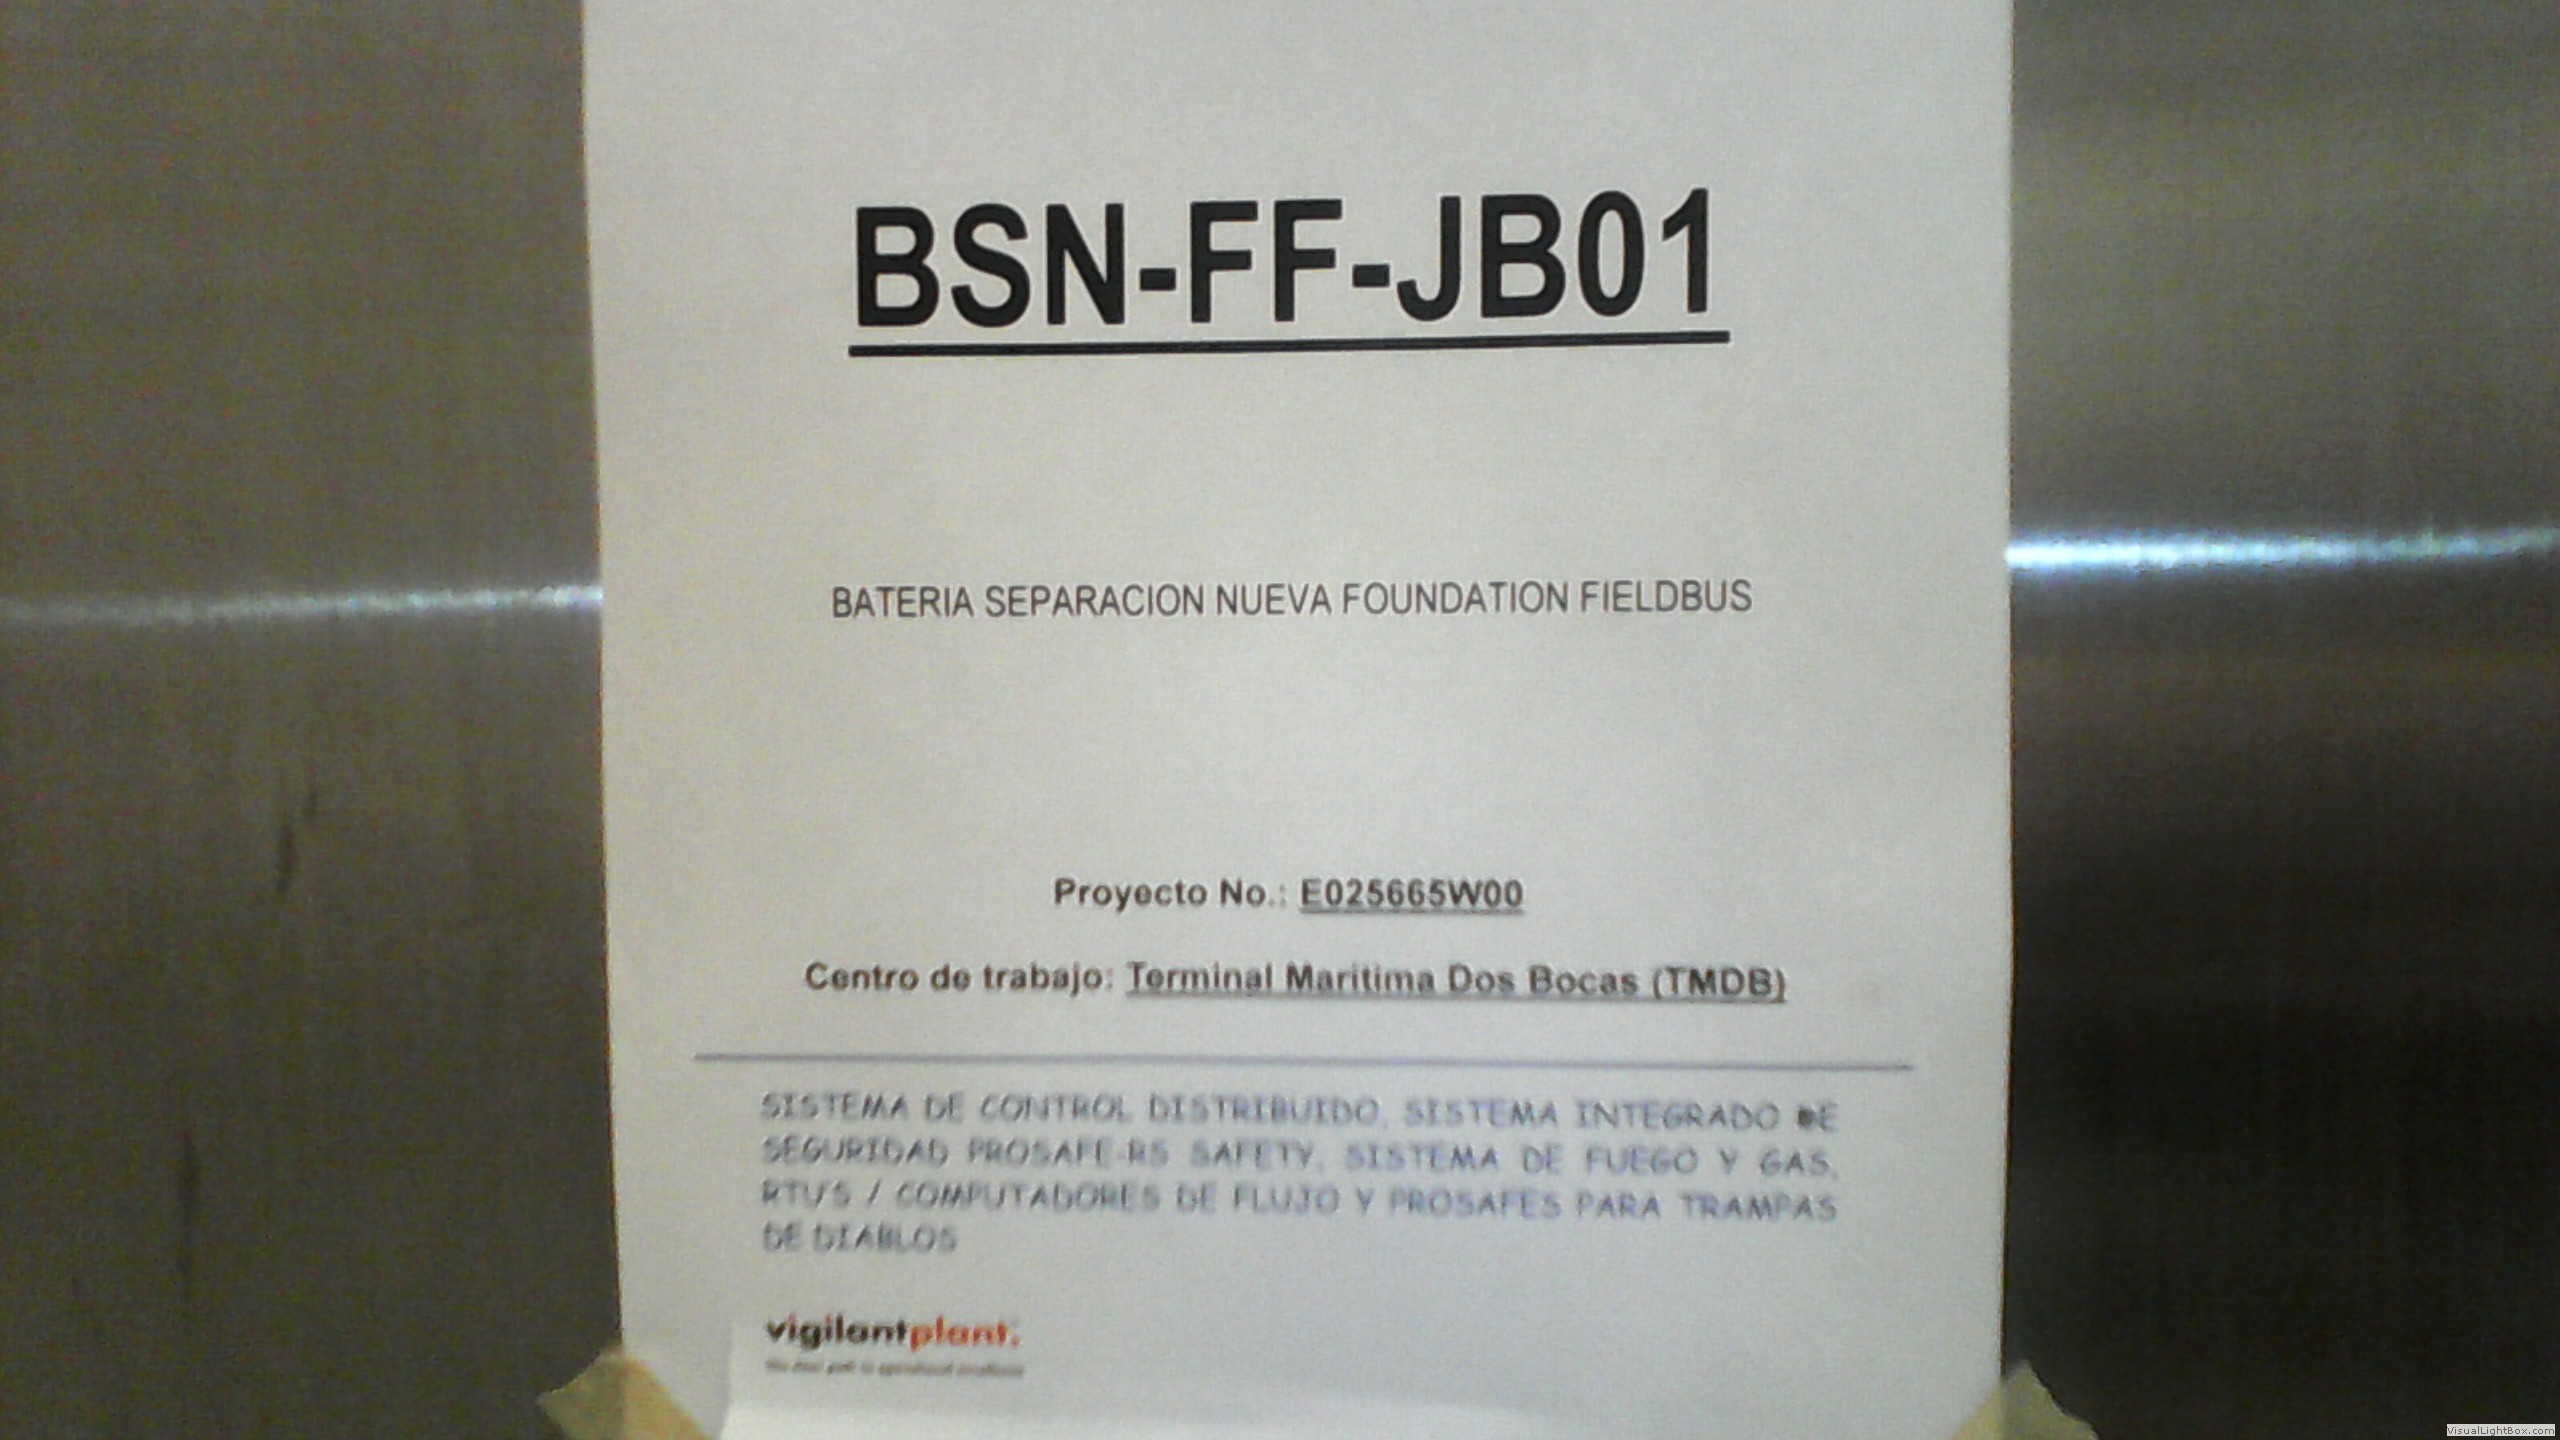 BSN-FF-JB01
BATERIA SEPARACION NUEVA FOUNDATION FIELDBUS
Proyecto No.: E025665W00
Centro de trabajo: Terminal Maritima Dos Bocas (TMDB)
SISTEMA DE CONTROL DISTRIBUIDO, SISTEMA INTEGRADO DE
SEGURIDAD PROSAFE-RS SAFETY, SISTEMA DE FUEGO Y GAS,
RTU'S / COMPUTADORES DE FLUJO Y PROSAFES PARA TRAMPAS
DE DIABLOS
vigilantplant.
VisualLightBox.com